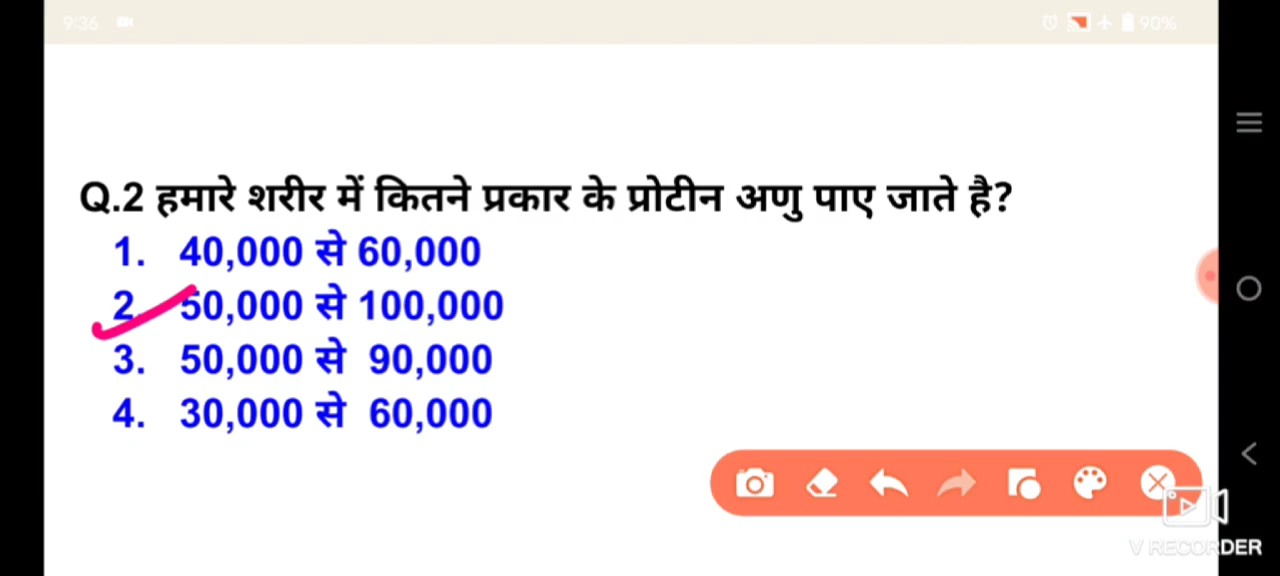 9:36 90%
Q.2 हमारे शरीर में कितने प्रकार के प्रोटीन अणु पाए जाते है?
1. 40,000 से 60,000
2. 50,000 से 100,000
3. 50,000 से 90,000
4. 30,000 से 60,000
V RECORDER